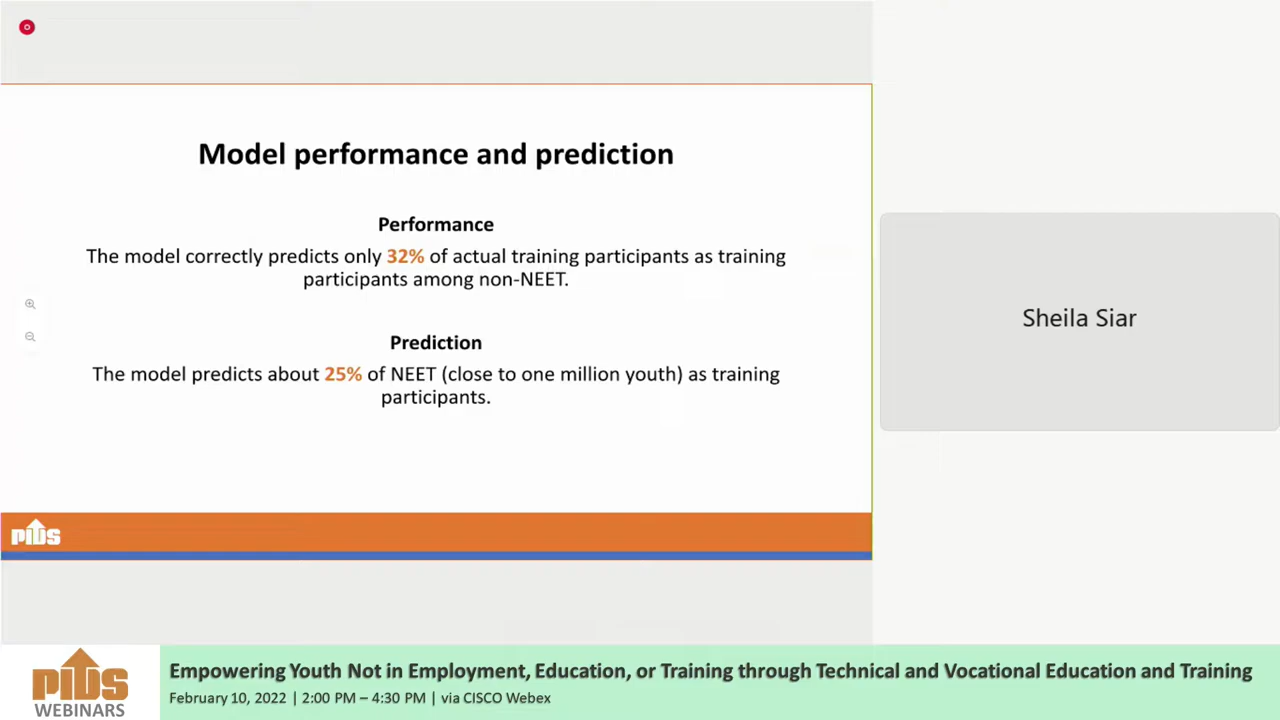 Model performance and prediction
Performance
The model correctly predicts only 32% of actual training participants as training
participants among non-NEET.
Prediction
The model predicts about 25% of NEET (close to one million youth) as training
participants.
PIDS
Sheila Siar
PIDS
WEBINARS
Empowering Youth Not in Employment, Education, or Training through Technical and Vocational Education and Training
February 10, 2022 | 2:00 PM – 4:30 PM | via CISCO Webex